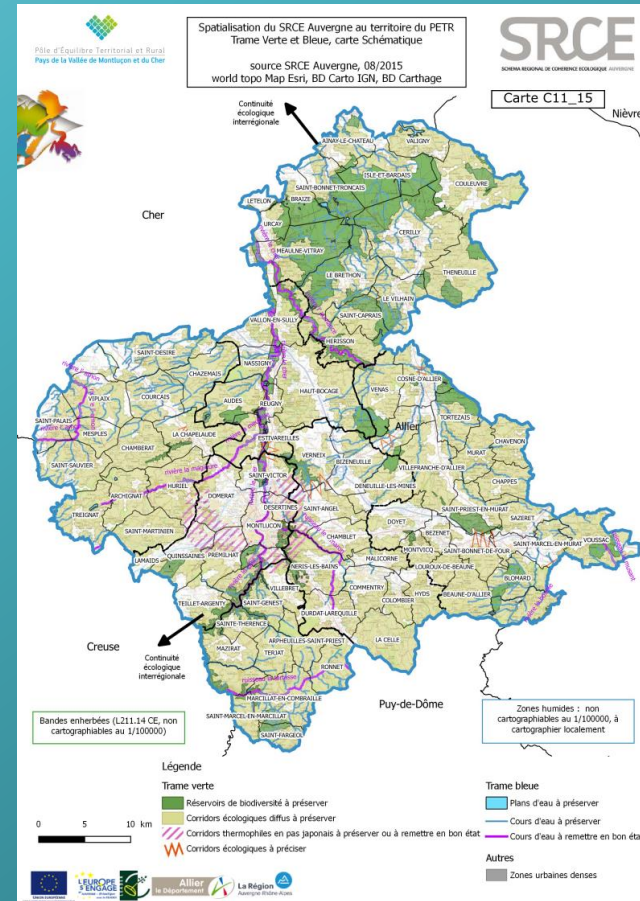 Pôle d'Équilibre Territorial et Rural
Pays de la Vallée de Montluçon et du Cher
Spatialisation du SRCE Auvergne au territoire du PETR
Trame Verte et Bleue, carte Schématique
source SRCE Auvergne, 08/2015
world topo Map Esri, BD Carto IGN, BD Carthage
SRCE
SCHEMA REGIONAL DE COHERENCE ECOLOGIQUE AUVERGNE
Carte C11_15
Nièvre
Continuité
écologique
interrégionale
Cher
AINAY-LE-CHATEAU
VALIGNY
ISLE-ET-BARDAIS
COULEUVRE
SAINT-BONNET-TRONCAIS
LETELON
BRAIZE
URCAY
CERILLY
MEAULNE-VITRAY
THENEUILLE
LE BRETHON
LE VILHAIN
SAINT-CAPRAIS
VALLON-EN-SULLY
HERISSON
SAINT-DESIRE
NASSIGNY
CHAZEMAIS
COSNE-D'ALLIER
HAUT-BOCAGE
VENAS
VIPLAIX
COURCAIS
AUDES
REUGNY
TORTEZAIS
SAINT-PALAIS
MESPLES
LA CHAPELAUDE
Allier
CHAVENON
ESTIVAREILLES
MURAT
CHAMBERAT
VERNEIX
BIZENEUILLE
SAINT-SAUVIER
VILLEFRANCHE-D'ALLIER
SAINT-VICTOR
CHAPPES
HURIEL
DOMERAT
DENEUILLE-LES-MINES
ARCHIGNAT
DESERTINES
SAINT-ANGEL
SAINT-PRIEST-EN-MURAT
TREIGNAT
MONTLUCON
DOYET
SAZERET
SAINT-MARTINIEN
CHAMBLET
BEZENET
SAINT-MARCEL-EN-MURAT
VOUSSAC
QUINSSAINES
PREMILHAT
MONTVICQ
SAINT-BONNET-DE-FOUR
LAMAIDS
NERIS-LES-BAINS
MALICORNE
LOUROUX-DE-BEAUNE
BLOMARD
VILLEBRET
COMMENTRY
HYDS
BEAUNE-D'ALLIER
TEILLET-ARGENTY
SAINT-GENEST
COLOMBIER
DURDAT-LAREQUILLE
SAINTE-THERENCE
LA CELLE
ARPHEUILLES-SAINT-PRIEST
MAZIRAT
TERJAT
Creuse
Continuité
écologique
interrégionale
RONNET
MARCILLAT-EN-COMBRAILLE
Puy-de-Dôme
SAINT-MARCEL-EN-MARCILLAT
SAINT-FARGEOL
Bandes enherbées (L211.14 CE, non
cartographiables au 1/100000)
Zones humides : non
cartographiables au 1/100000, à
cartographier localement
Légende
Trame verte
Réservoirs de biodiversité à préserver
Corridors écologiques diffus à préserver
Corridors thermophiles en pas japonais à préserver ou à remettre en bon état
Corridors écologiques à préciser
Trame bleue
Plans d'eau à préserver
Cours d'eau à préserver
Cours d'eau à remettre en bon état
Autres
Zones urbaines denses
0 5 10 km
UNION EUROPEENNE
L'EUROPE
S'ENGAGE
Allier
le Département
La Région
Auvergne Rhône Alpes